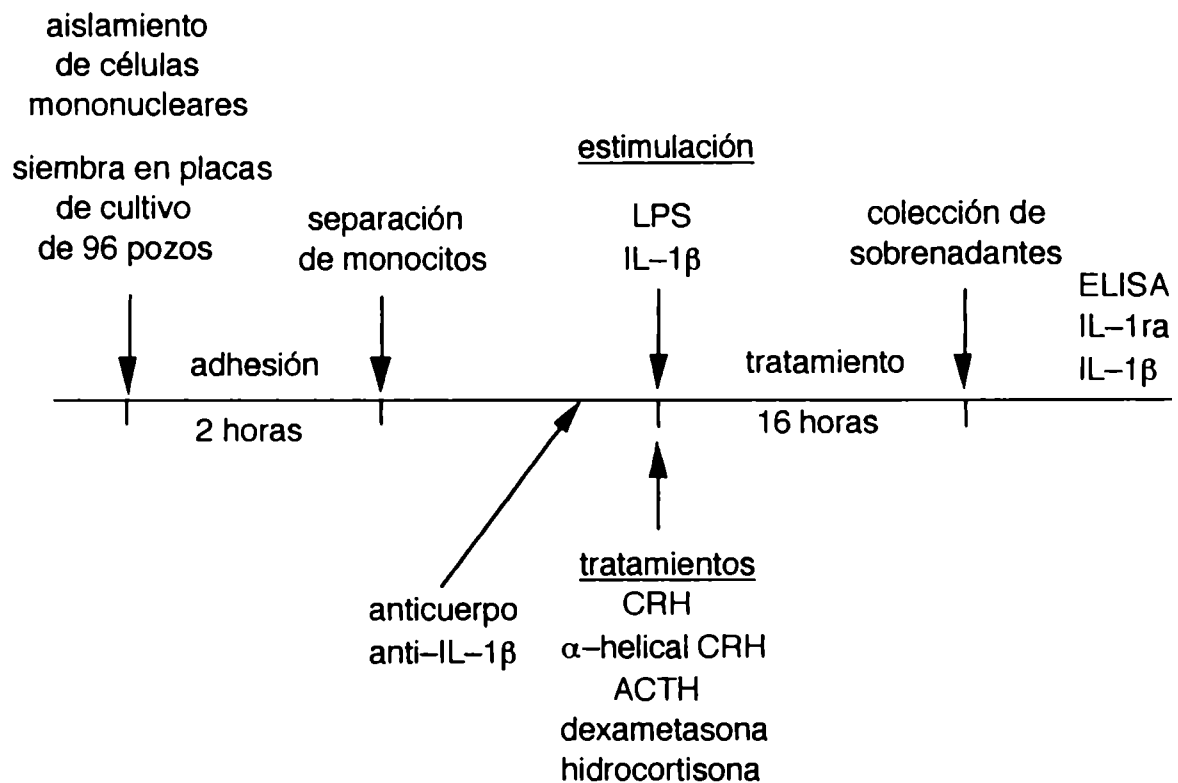 aislamiento
de células
mononucleares
siembra en placas
de cultivo
de 96 pozos
separación
de monocitos
estimulación
LPS
IL–1β
colección de
sobrenadantes
ELISA
IL–1ra
IL–1β
adhesión
tratamiento
2 horas
16 horas
anticuerpo
anti–IL–1β
tratamientos
CRH
α–helical CRH
ACTH
dexametasona
hidrocortisona